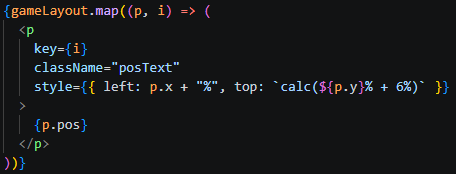 {gameLayout.map((p, i) => (
<p
key={i}
className="posText"
style={{ left: p.x + "%", top: `calc(${p.y}% + 6%)` }}
>
{p.pos}
</p>
))}